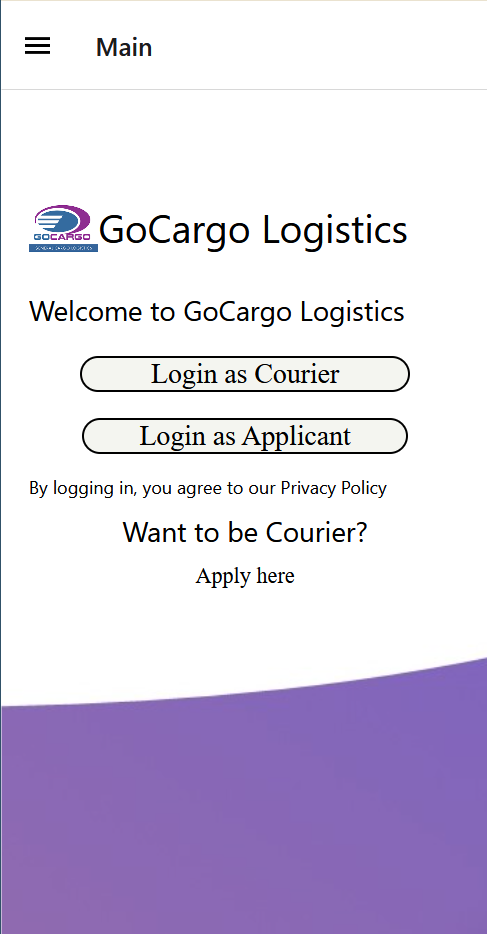 Main
GOCARGO
GoCargo Logistics
Welcome to GoCargo Logistics
Login as Courier
Login as Applicant
By logging in, you agree to our Privacy Policy
Want to be Courier?
Apply here